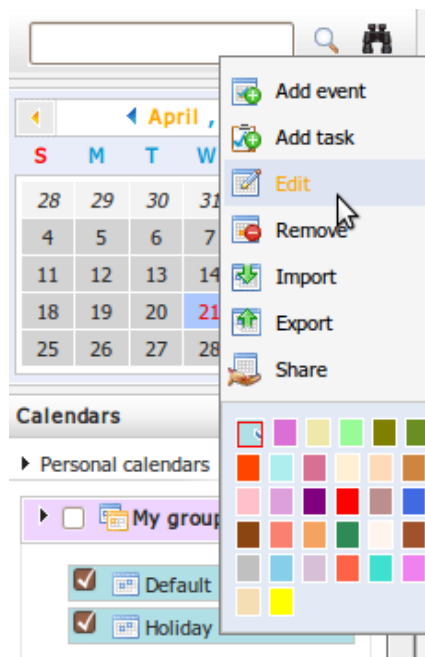 Add event
April ,
Add task
S M T W
Edit
28 29 30 31
Remove
4 5 6 7
11 12 13 14
Import
18 19 20 21
Export
25 26 27 28
Share
Calendars
Personal calendars
My group
Default
Holiday